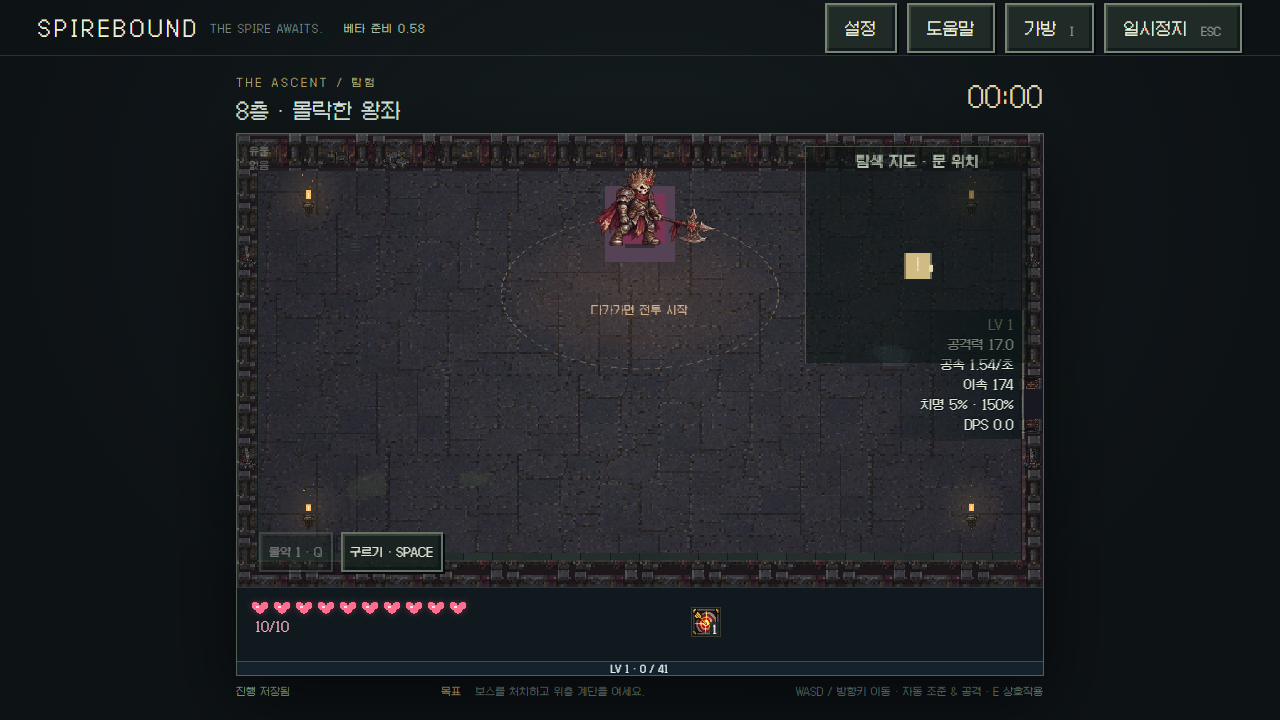 SPIREBOUND THE SPIRE AWAITS. 베타 준비 0.58
설정 도움말 가방 I 일시정지 ESC
THE ASCENT / 탐험
8층 · 몰락한 왕좌
00:00
유물
없음
탐색 지도 · 문 위치
다가가면 전투 시작
LV 1
공격력 17.0
공속 1.54/초
이속 174
치명 5% · 150%
DPS 0.0
물약 1 · Q 구르기 · SPACE
10/10
1
LV 1 · 0 / 41
진행 저장됨 목표 보스를 처치하고 위층 계단을 여세요. WASD / 방향키 이동 · 자동 조준 & 공격 · E 상호작용